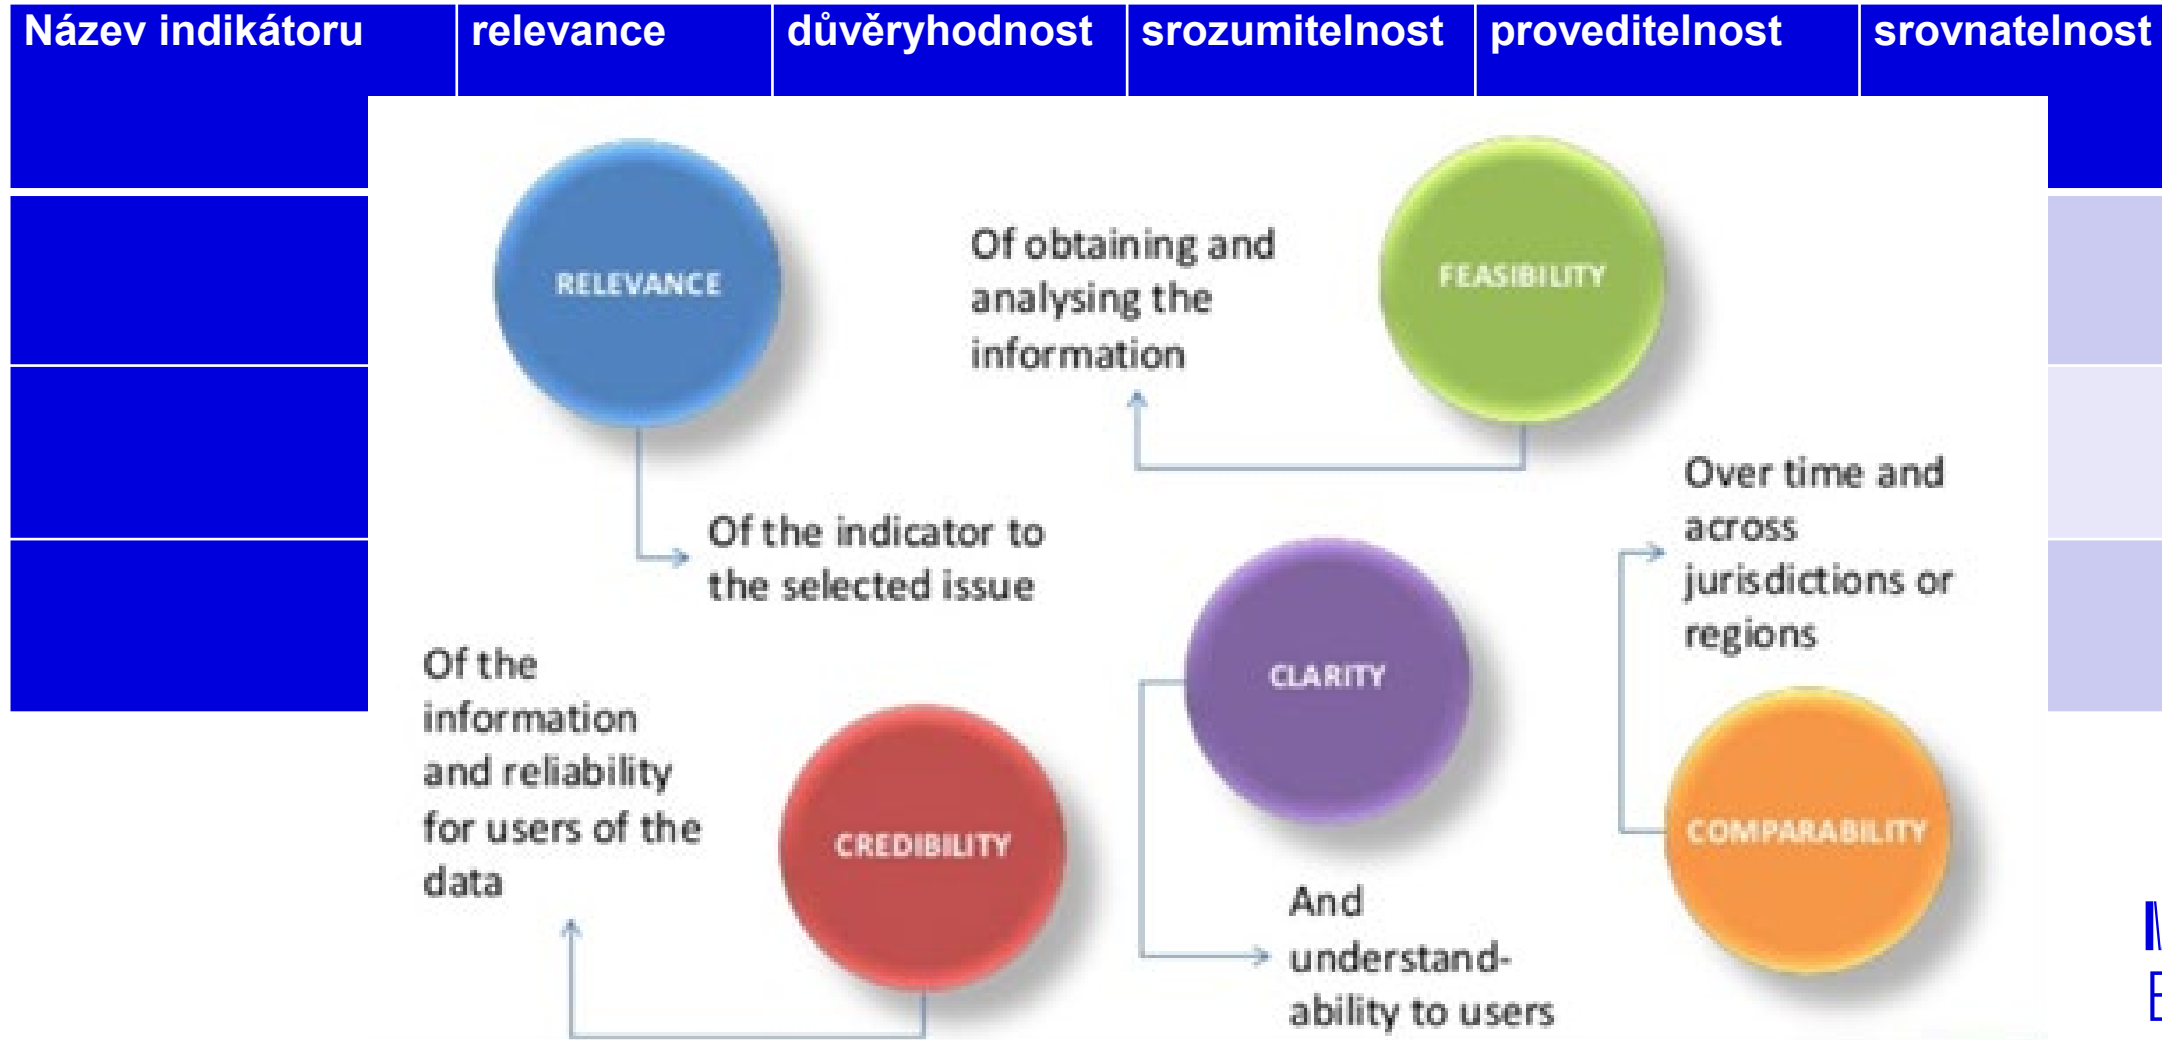 Název indikátoru relevance důvěryhodnost srozumitelnost proveditelnost srovnatelnost
RELEVANCE
Of the indicator to
the selected issue
Of obtaining and
analysing the
information
FEASIBILITY
Over time and
across
jurisdictions or
regions
COMPARABILITY
CLARITY
And
understand-
ability to users
Of the
information
and reliability
for users of the
data
CREDIBILITY